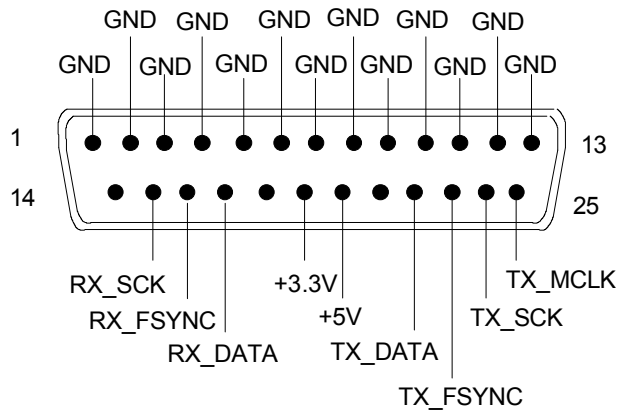 GND GND GND GND GND GND
GND GND GND GND GND GND GND
1 13
14 25
RX_SCK +3.3V TX_MCLK
RX_FSYNC +5V TX_SCK
RX_DATA TX_DATA
TX_FSYNC